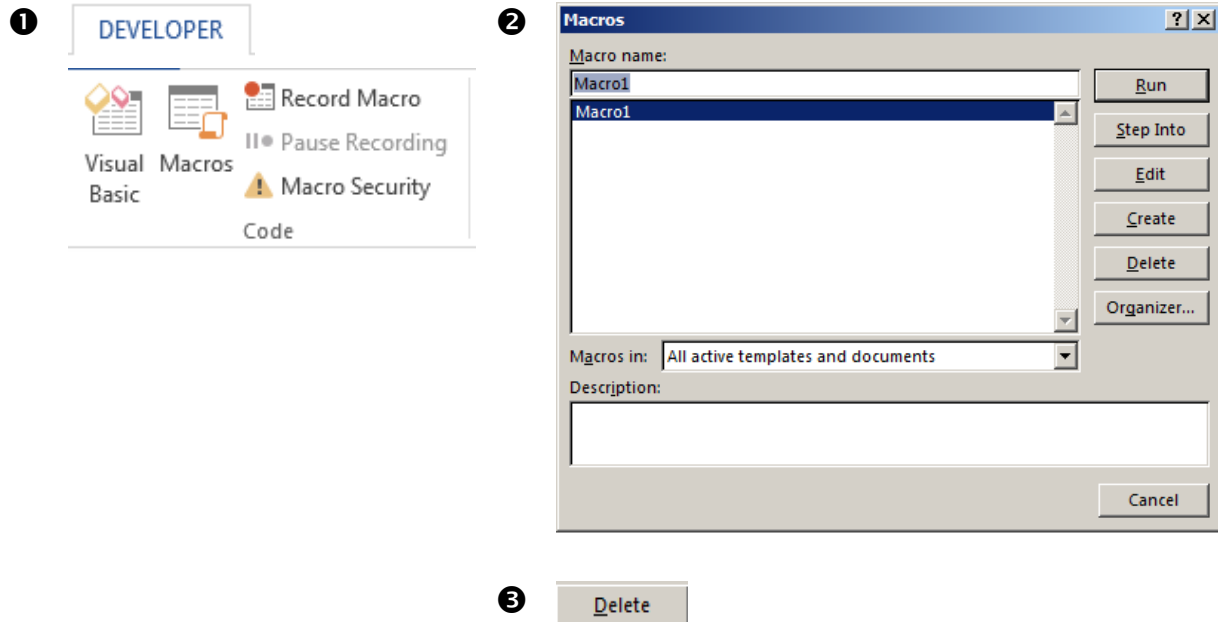 ❶
DEVELOPER
Visual Basic
Macros
Record Macro
Pause Recording
Macro Security
Code
❷
Macros
Macro name:
Macro1
Macro1
Run
Step Into
Edit
Create
Delete
Organizer...
Macros in: All active templates and documents
Description:
Cancel
❸
Delete